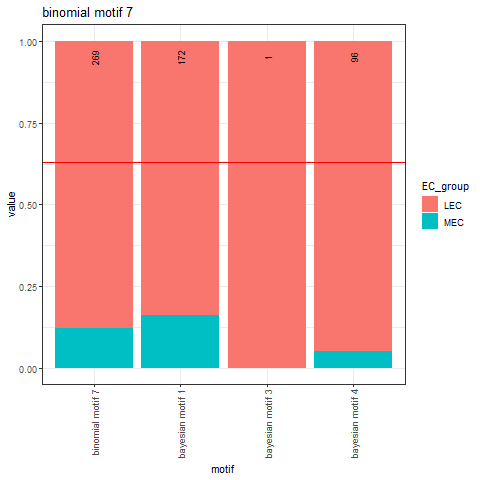 binomial motif 7
1.00
0.75
0.50
0.25
0.00
value
269
172
1
96
binomial motif 7
bayesian motif 1
bayesian motif 3
bayesian motif 4
motif
EC_group
LEC
MEC